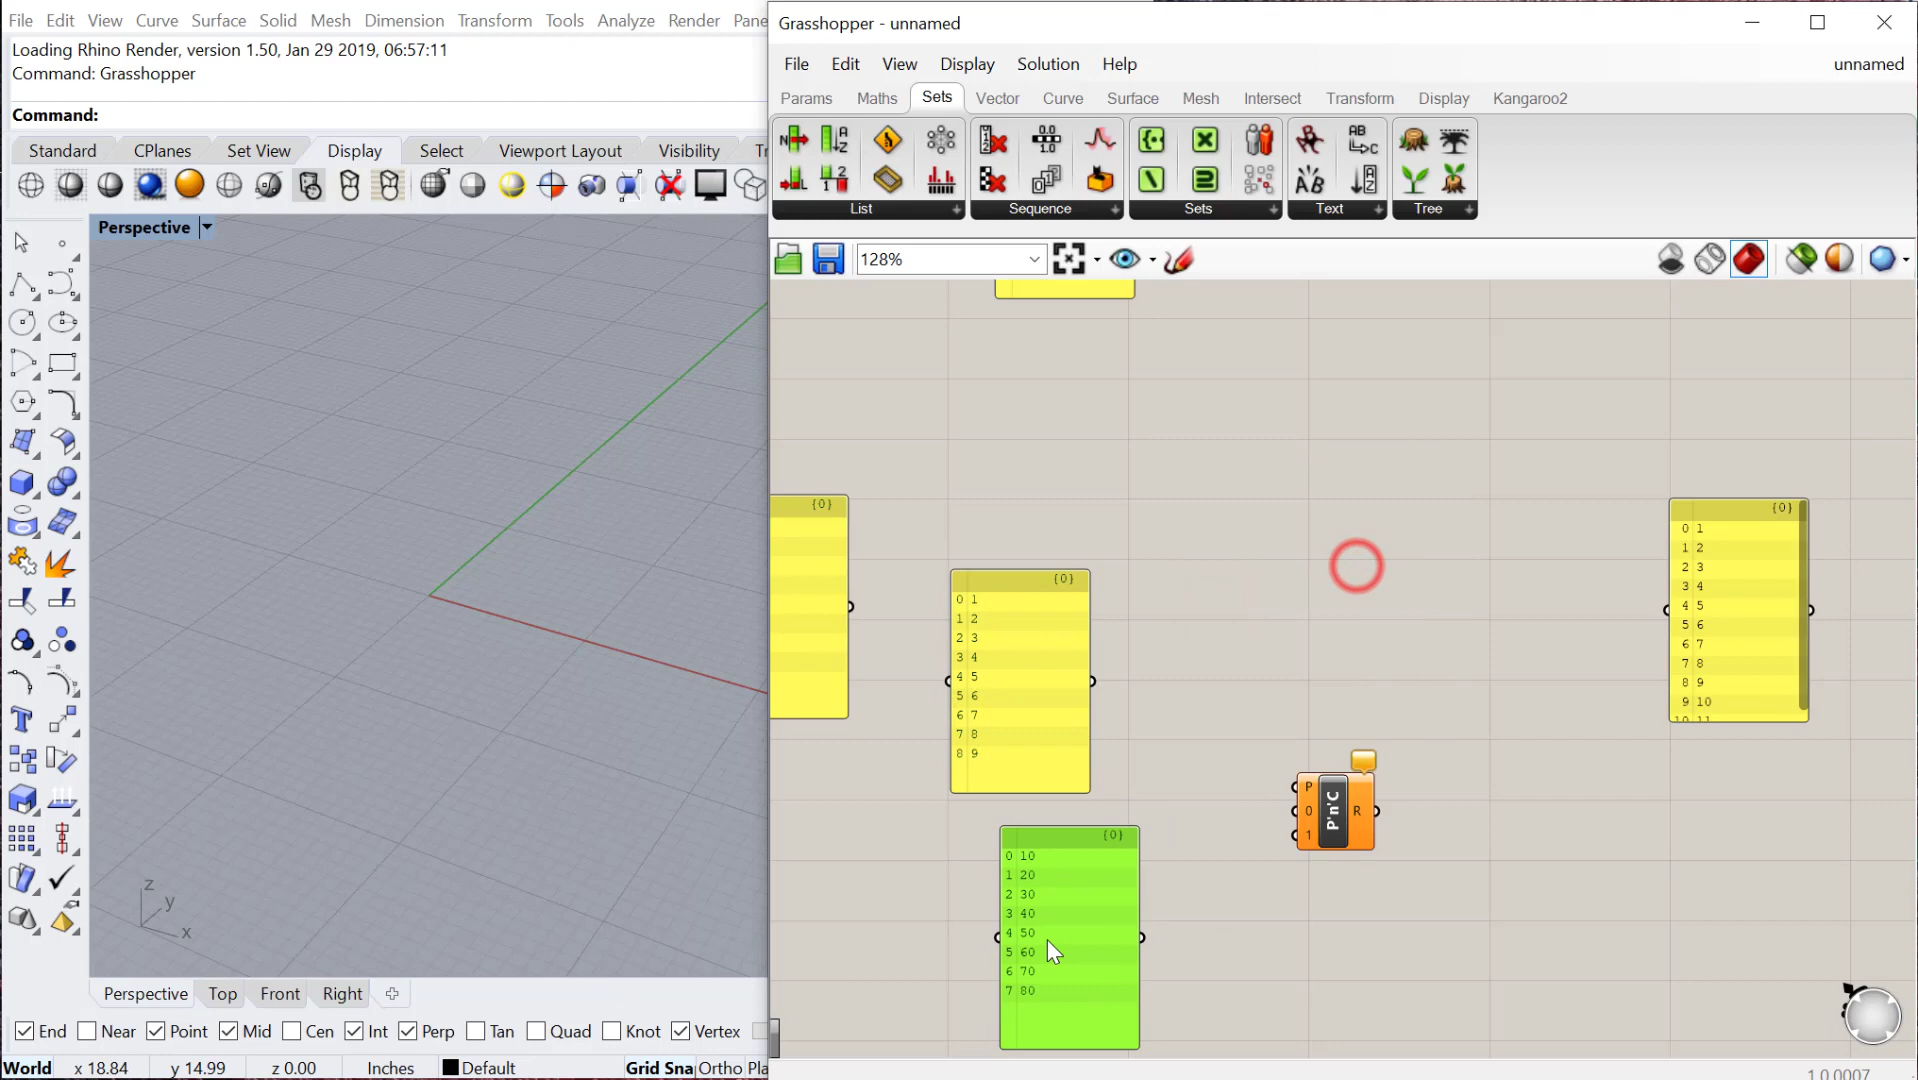 File Edit View Curve Surface Solid Mesh Dimension Transform Tools Analyze Render Pane
Loading Rhino Render, version 1.50, Jan 29 2019, 06:57:11
Command: Grasshopper
Command:
Standard CPlanes Set View Display Select Viewport Layout Visibility Tr
Perspective
z
y
x
Perspective Top Front Right
End Near Point Mid Cen Int Perp Tan Quad Knot Vertex
World x 18.84 y 14.99 z 0.00 Inches Default Grid Sna Ortho Pla
Grasshopper - unnamed
File Edit View Display Solution Help unnamed
Params Maths Sets Vector Curve Surface Mesh Intersect Transform Display Kangaroo2
List Sequence Sets Text Tree
128%
{0}
{0}
0 1
1 2
2 3
3 4
4 5
5 6
6 7
7 8
8 9
{0}
0 10
1 20
2 30
3 40
4 50
5 60
6 70
7 80
P
0
1
P'n'C
R
{0}
0 1
1 2
2 3
3 4
4 5
5 6
6 7
7 8
8 9
9 10
10 11
1.0.0007